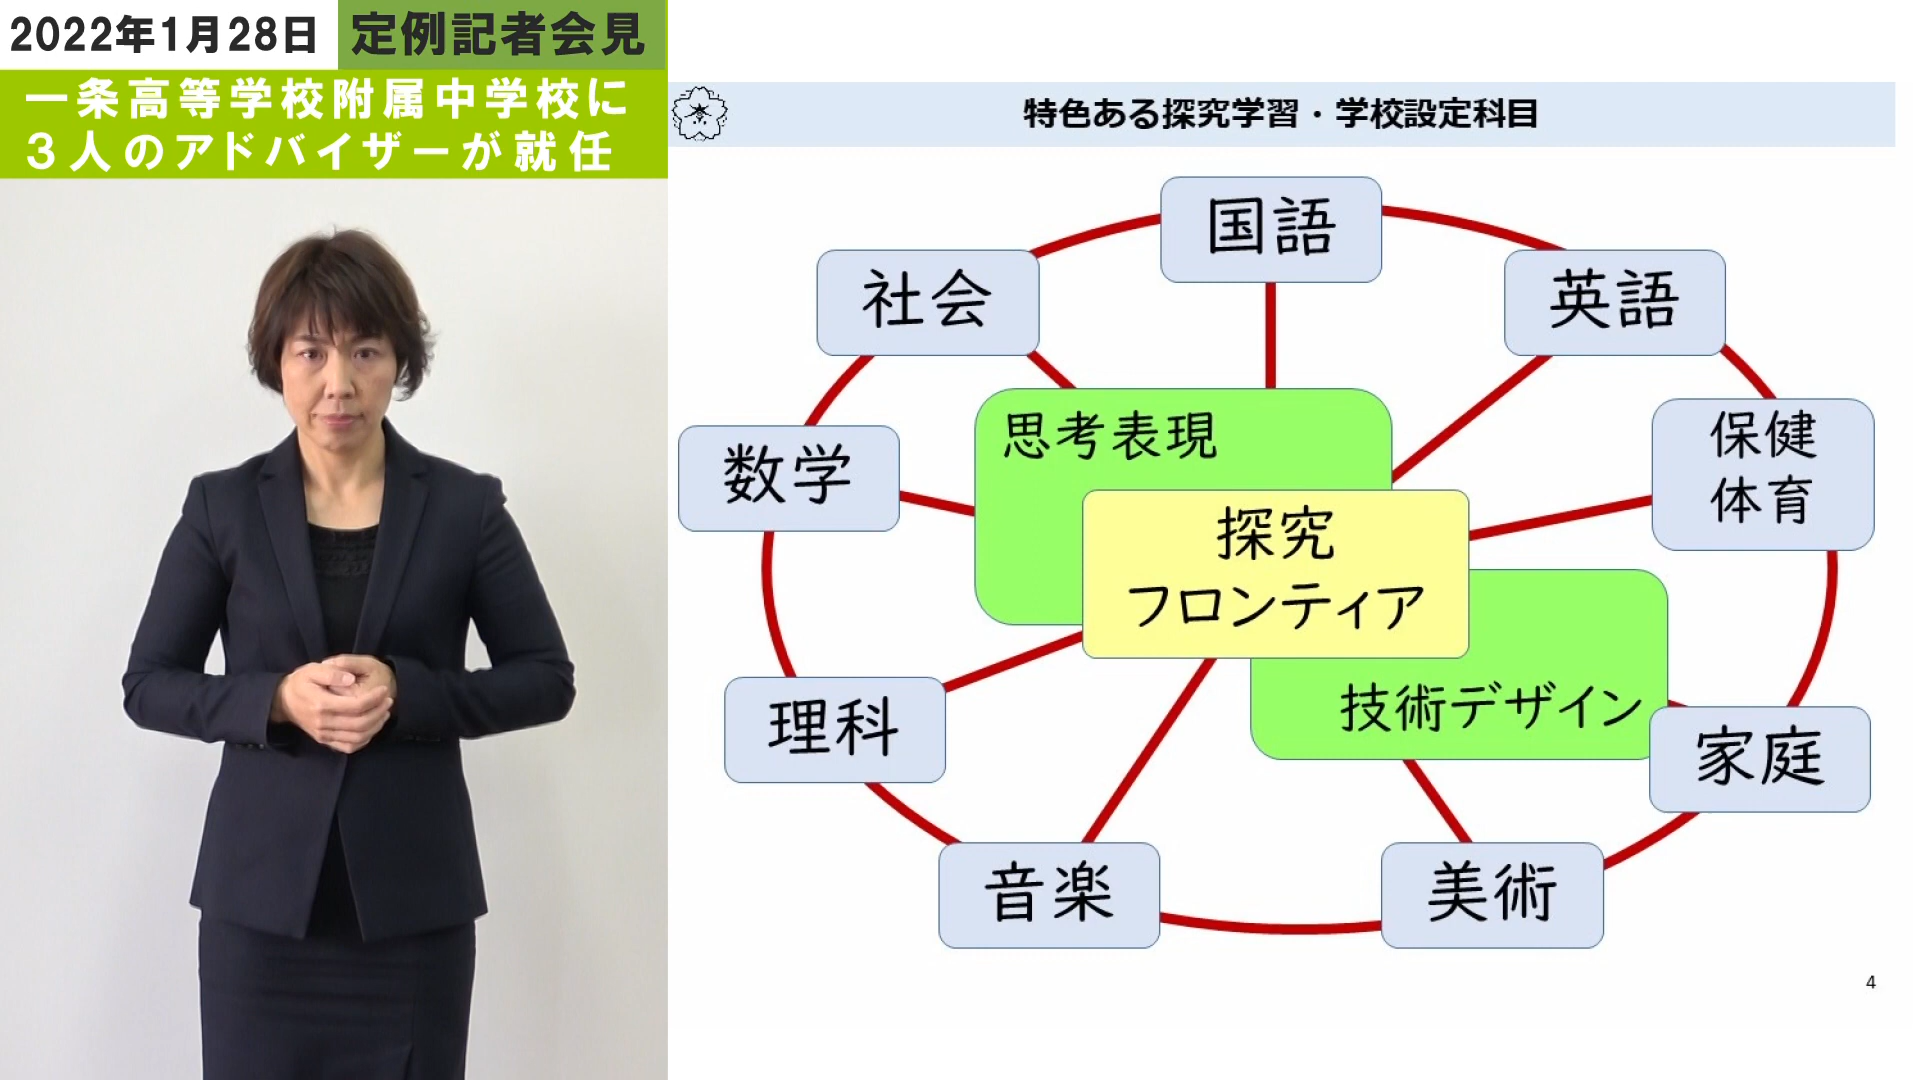 2022年1月28日
定例記者会見
一条高等学校附属中学校に
３人のアドバイザーが就任
特色ある探究学習・学校設定科目
国語
社会
英語
思考表現
保健
体育
数学
探究
フロンティア
技術デザイン
理科
家庭
音楽
美術
4